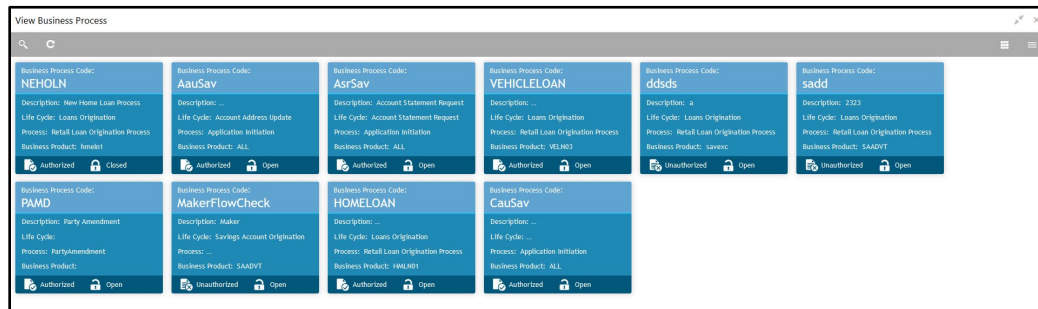 View Business Process
Business Process Code:
NEHOLN
Description: New Home Loan Process
Life Cycle: Loans Origination
Process: Retail Loan Origination Process
Business Product: hmeln1
Authorized Closed
Business Process Code:
AauSav
Description: ...
Life Cycle: Account Address Update
Process: Application Initiation
Business Product: ALL
Authorized Open
Business Process Code:
AsrSav
Description: Account Statement Request
Life Cycle: Account Statement Request
Process: Application Initiation
Business Product: ALL
Authorized Open
Business Process Code:
VEHICLELOAN
Description: ...
Life Cycle: Loans Origination
Process: Retail Loan Origination Process
Business Product: VELN03
Authorized Open
Business Process Code:
ddsds
Description: a
Life Cycle: Loans Origination
Process: Retail Loan Origination Process
Business Product: savexc
Unauthorized Open
Business Process Code:
sadd
Description: 2323
Life Cycle: Loans Origination
Process: Retail Loan Origination Process
Business Product: SAADVT
Unauthorized Open
Business Process Code:
PAMD
Description: Party Amendment
Life Cycle:
Process: PartyAmendment
Business Product:
Authorized Open
Business Process Code:
MakerFlowCheck
Description: Maker
Life Cycle: Savings Account Origination
Process: ...
Business Product: SAADVT
Unauthorized Open
Business Process Code:
HOMELOAN
Description: ...
Life Cycle: Loans Origination
Process: Retail Loan Origination Process
Business Product: HMLN01
Authorized Open
Business Process Code:
CauSav
Description: ...
Life Cycle: ...
Process: Application Initiation
Business Product: ALL
Authorized Open